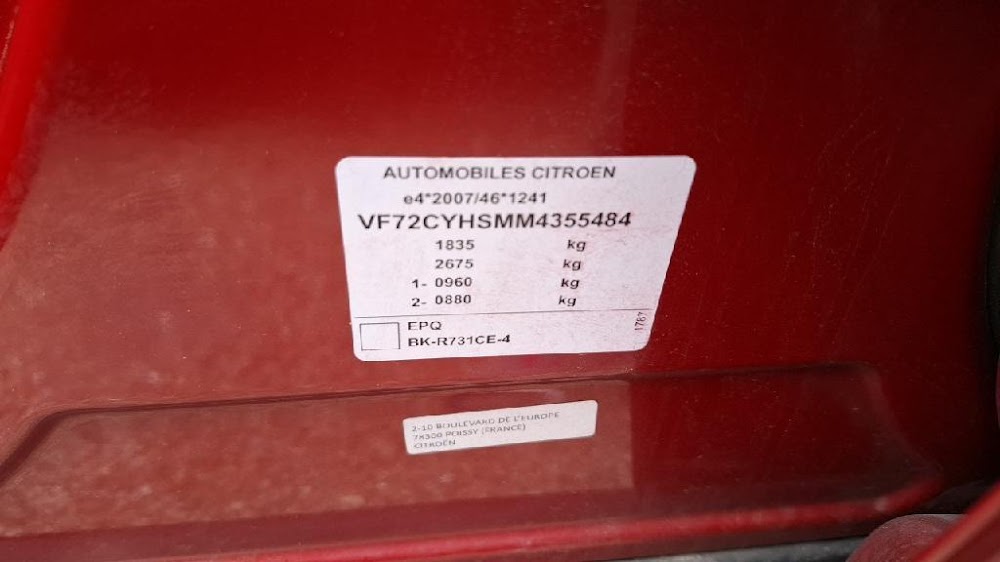 AUTOMOBILES CITROEN
e4*2007/46*1241
VF72CYHSMM4355484
1835 kg
2675 kg
1- 0960 kg
2- 0880 kg
EPQ
BK-R731CE-4
1787
2-10 BOULEVARD DE L'EUROPE
78300 POISSY (FRANCE)
CITROËN